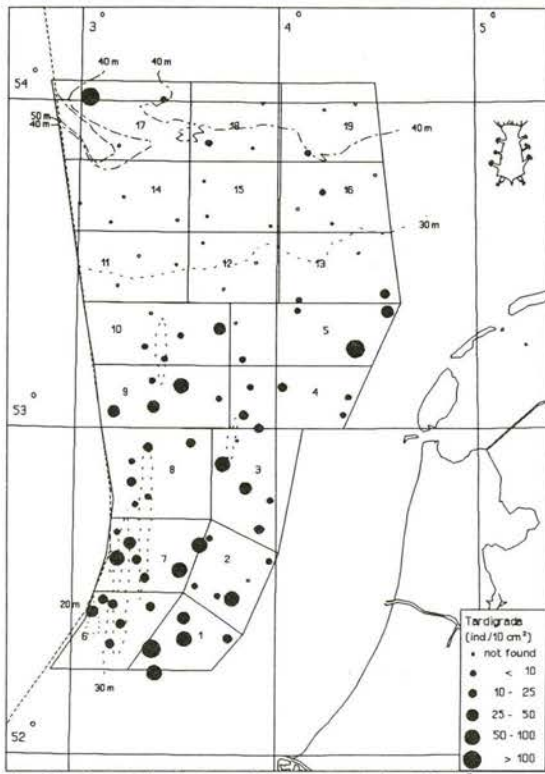 3°
4°
5°
40 m
40 m
54°
50 m
40 m
17
18
19
40 m
14
15
16
30 m
11
12
13
10
5
9
4
53°
8
3
7
2
20 m
6
1
30 m
52°
Tardigrada
(ind./10 cm²)
not found
< 10
10 - 25
25 - 50
50 - 100
> 100